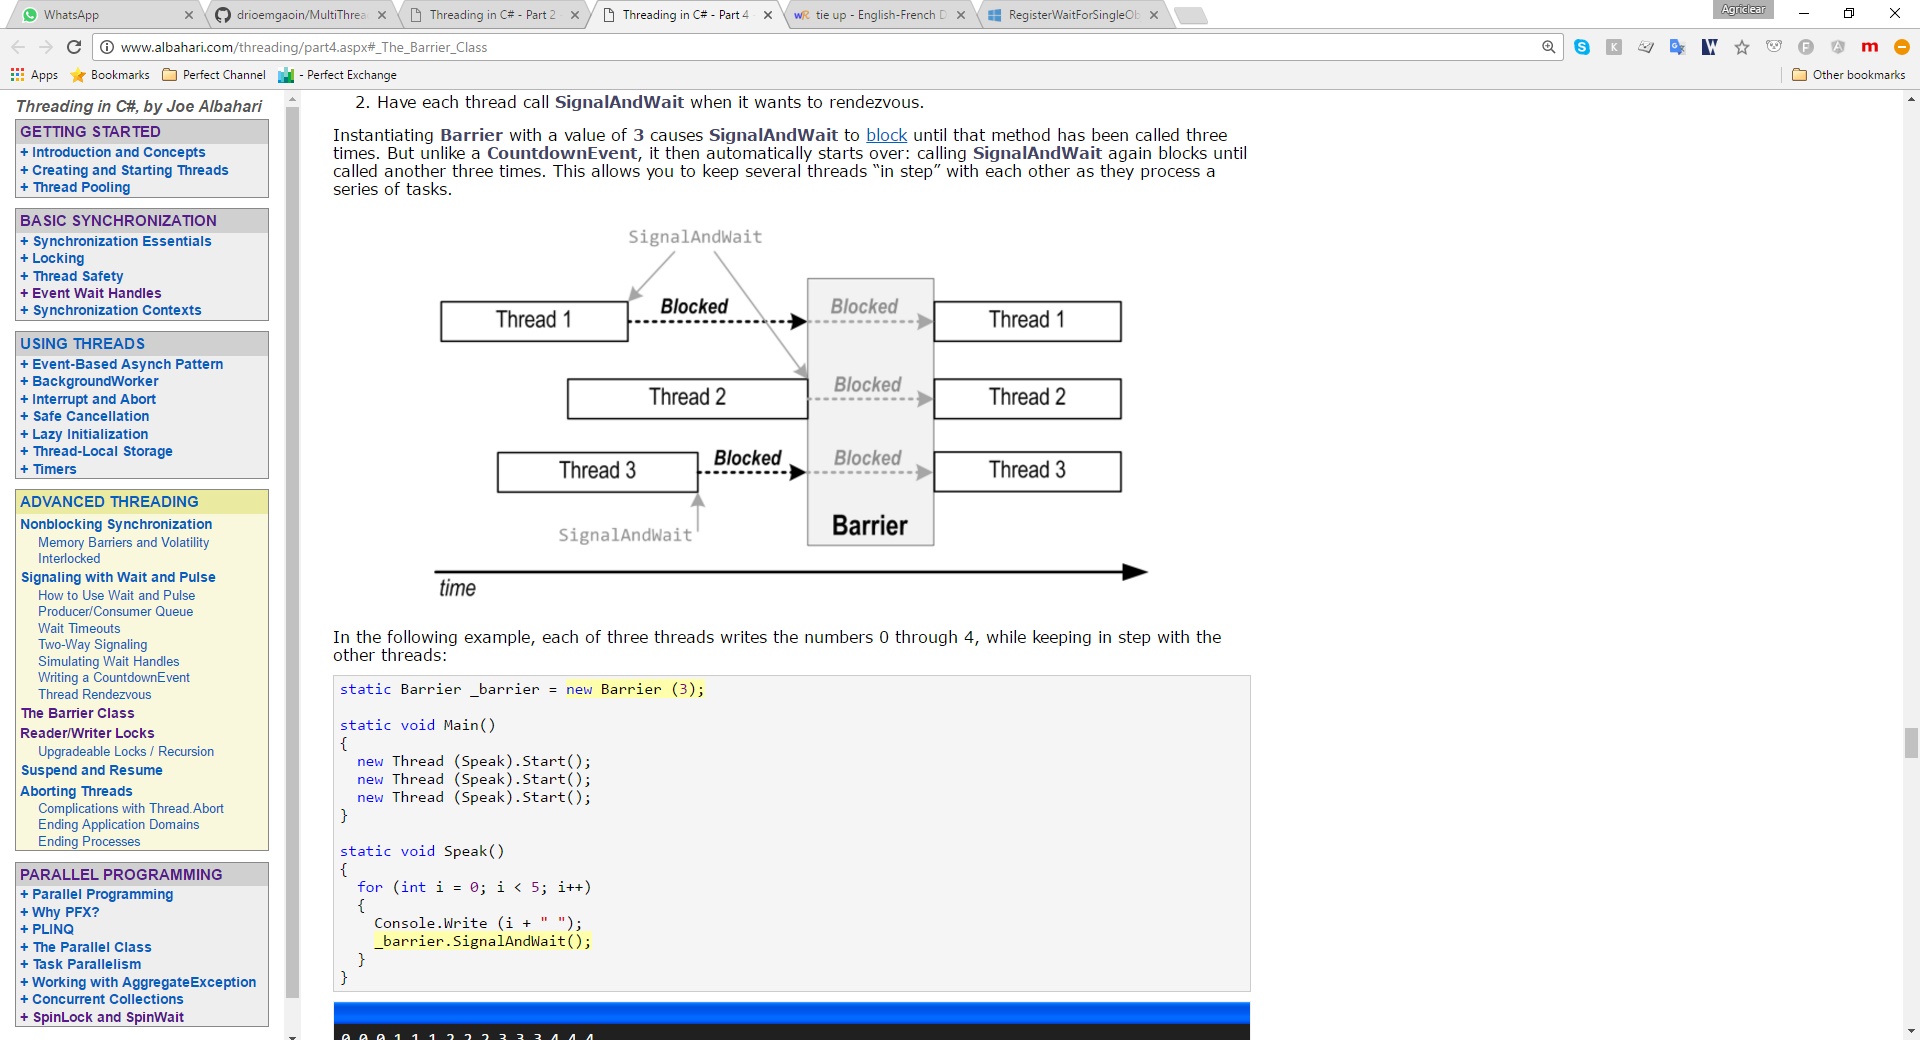 WhatsApp
drioemgaoin/MultiThrea
Threading in C# - Part 2
Threading in C# - Part 4
tie up - English-French D
RegisterWaitForSingleOb
Agriclear
www.albahari.com/threading/part4.aspx#_The_Barrier_Class
Apps
Bookmarks
Perfect Channel
- Perfect Exchange
Other bookmarks
Threading in C#, by Joe Albahari
GETTING STARTED
+ Introduction and Concepts
+ Creating and Starting Threads
+ Thread Pooling
BASIC SYNCHRONIZATION
+ Synchronization Essentials
+ Locking
+ Thread Safety
+ Event Wait Handles
+ Synchronization Contexts
USING THREADS
+ Event-Based Asynch Pattern
+ BackgroundWorker
+ Interrupt and Abort
+ Safe Cancellation
+ Lazy Initialization
+ Thread-Local Storage
+ Timers
ADVANCED THREADING
Nonblocking Synchronization
Memory Barriers and Volatility
Interlocked
Signaling with Wait and Pulse
How to Use Wait and Pulse
Producer/Consumer Queue
Wait Timeouts
Two-Way Signaling
Simulating Wait Handles
Writing a CountdownEvent
Thread Rendezvous
The Barrier Class
Reader/Writer Locks
Upgradeable Locks / Recursion
Suspend and Resume
Aborting Threads
Complications with Thread.Abort
Ending Application Domains
Ending Processes
PARALLEL PROGRAMMING
+ Parallel Programming
+ Why PFX?
+ PLINQ
+ The Parallel Class
+ Task Parallelism
+ Working with AggregateException
+ Concurrent Collections
+ SpinLock and SpinWait
2. Have each thread call SignalAndWait when it wants to rendezvous.
Instantiating Barrier with a value of 3 causes SignalAndWait to block until that method has been called three
times. But unlike a CountdownEvent, it then automatically starts over: calling SignalAndWait again blocks until
called another three times. This allows you to keep several threads “in step” with each other as they process a
series of tasks.
SignalAndWait
Thread 1
Blocked
Blocked
Thread 1
Thread 2
Blocked
Thread 2
Thread 3
Blocked
Blocked
Thread 3
SignalAndWait
Barrier
time
In the following example, each of three threads writes the numbers 0 through 4, while keeping in step with the
other threads:
static Barrier _barrier = new Barrier (3);
static void Main()
{
new Thread (Speak).Start();
new Thread (Speak).Start();
new Thread (Speak).Start();
}
static void Speak()
{
for (int i = 0; i < 5; i++)
{
Console.Write (i + " ");
_barrier.SignalAndWait();
}
}
0 0 0 1 1 1 2 2 2 3 3 3 4 4 4